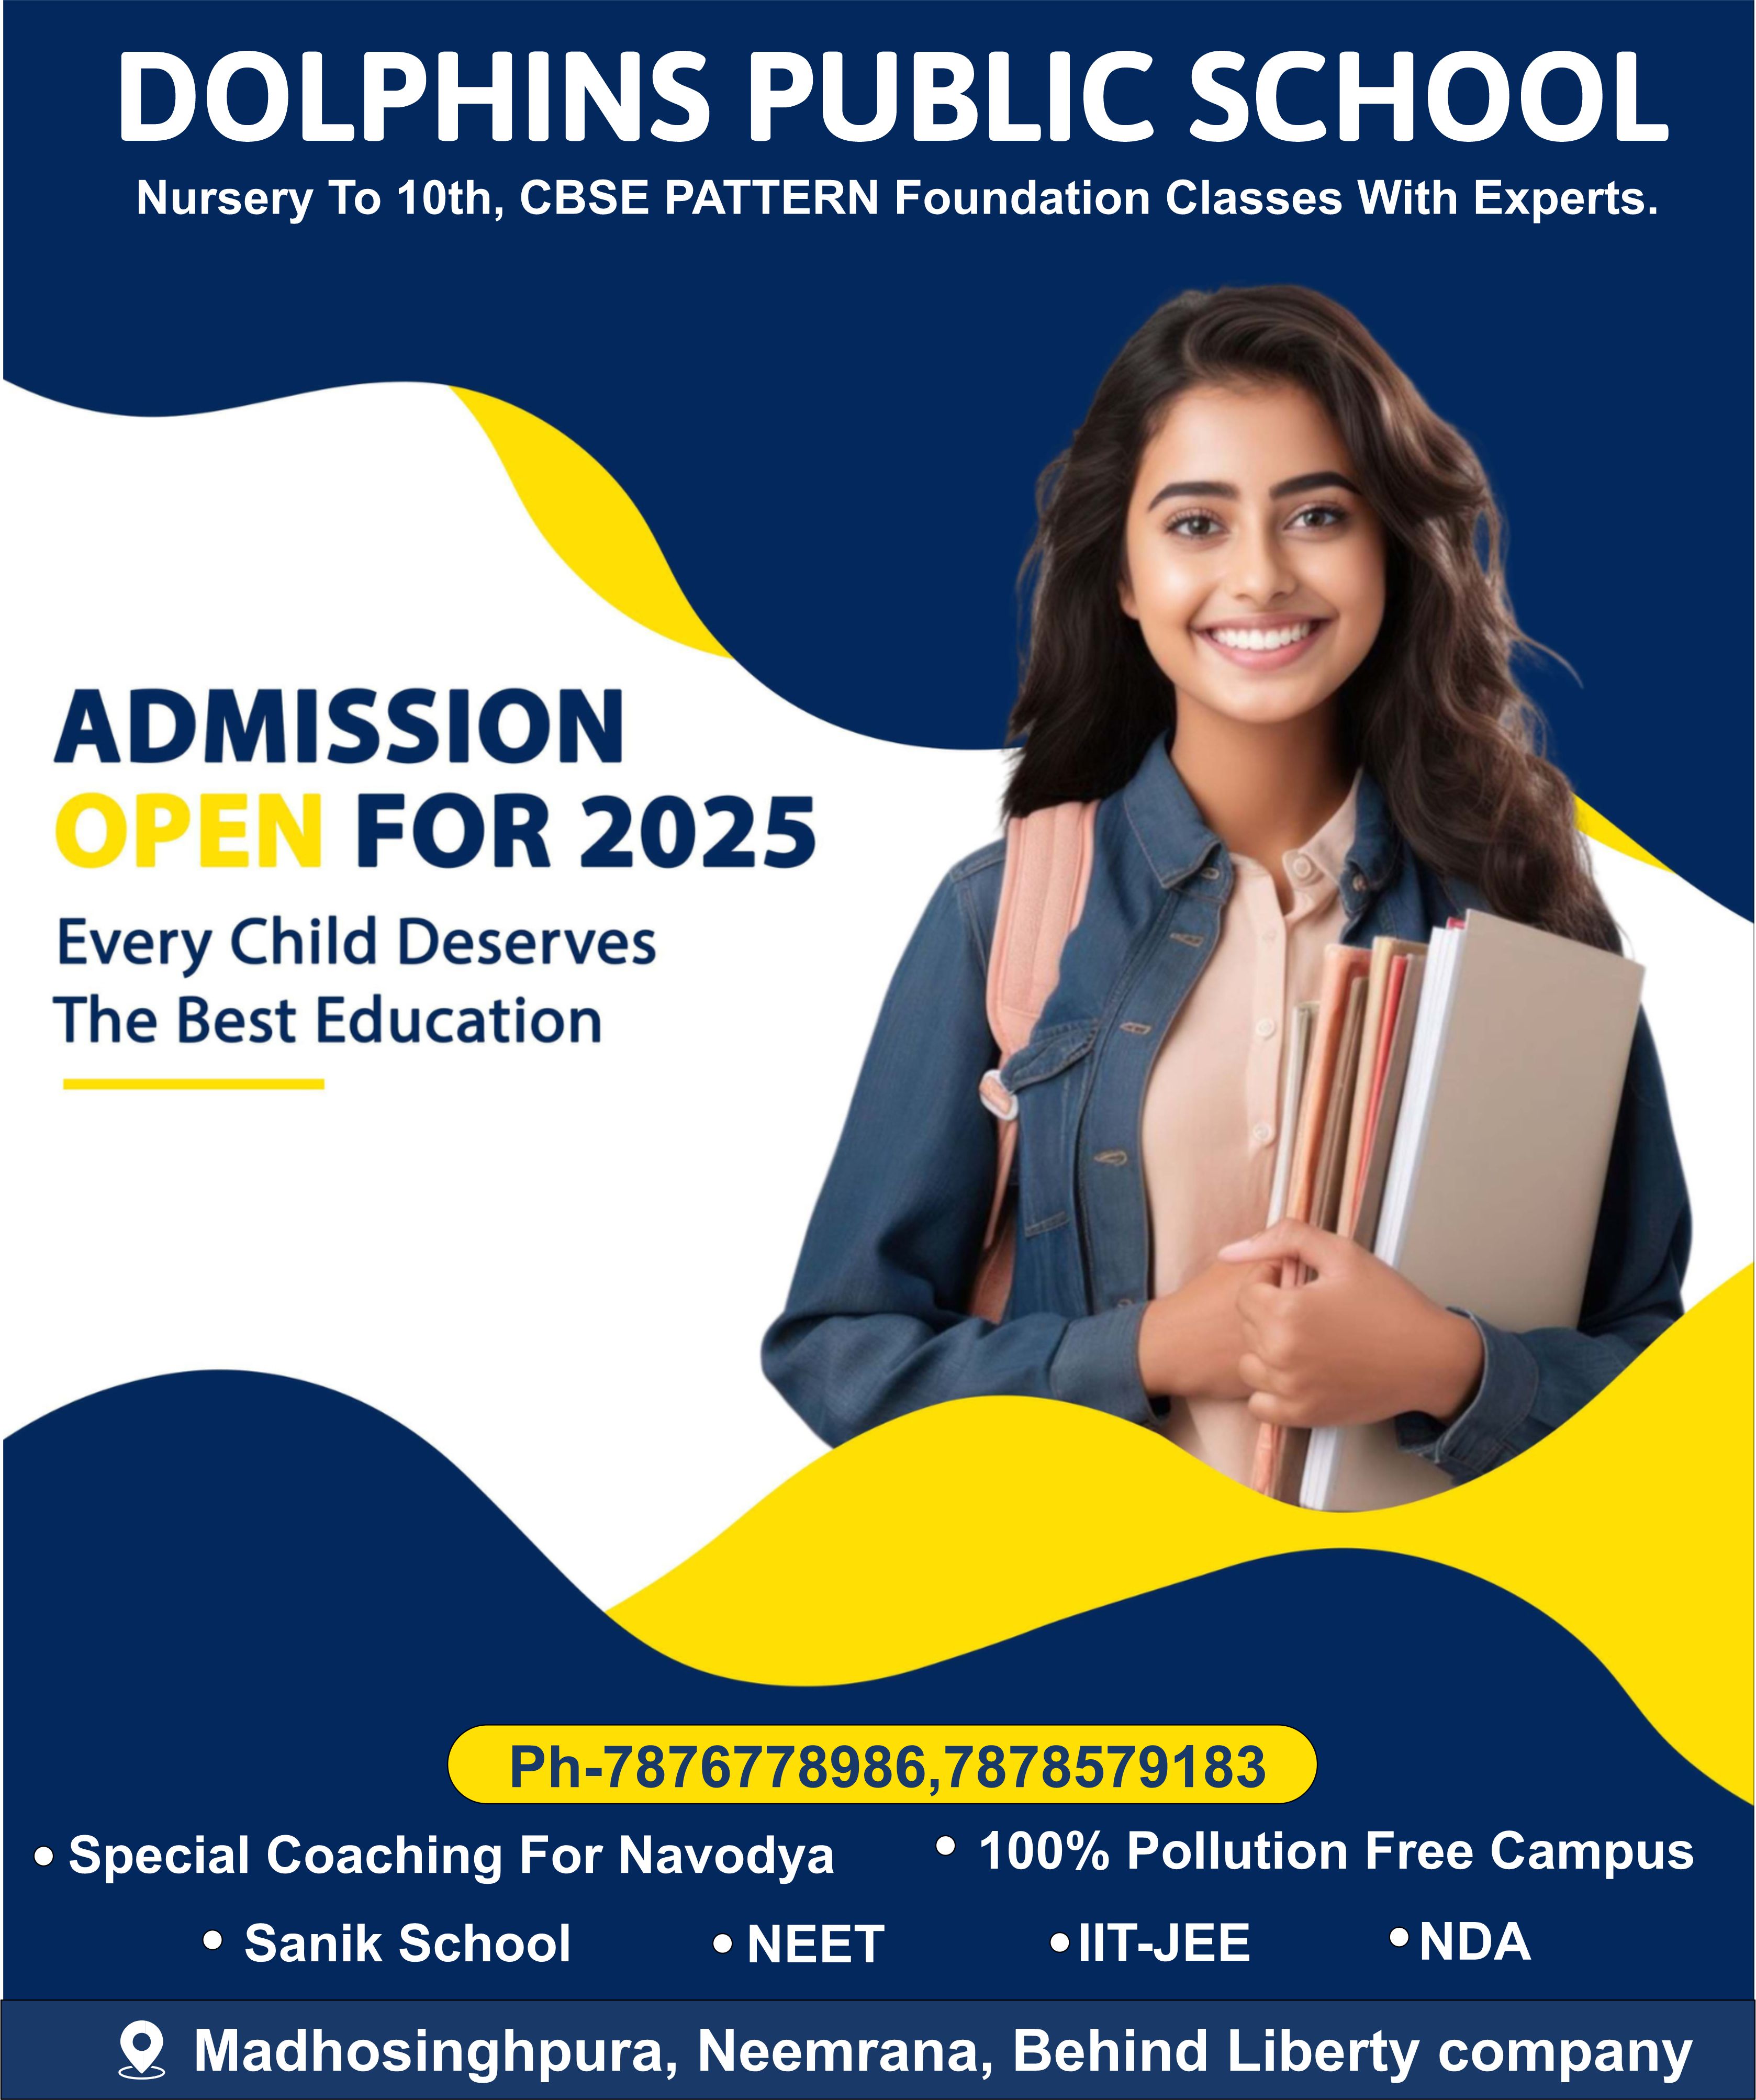 DOLPHINS PUBLIC SCHOOL
Nursery To 10th, CBSE PATTERN Foundation Classes With Experts.
ADMISSION
OPEN FOR 2025
Every Child Deserves
The Best Education
Ph-7876778986,7878579183
• Special Coaching For Navodya • 100% Pollution Free Campus
• Sanik School • NEET • IIT-JEE • NDA
Madhosinghpura, Neemrana, Behind Liberty company